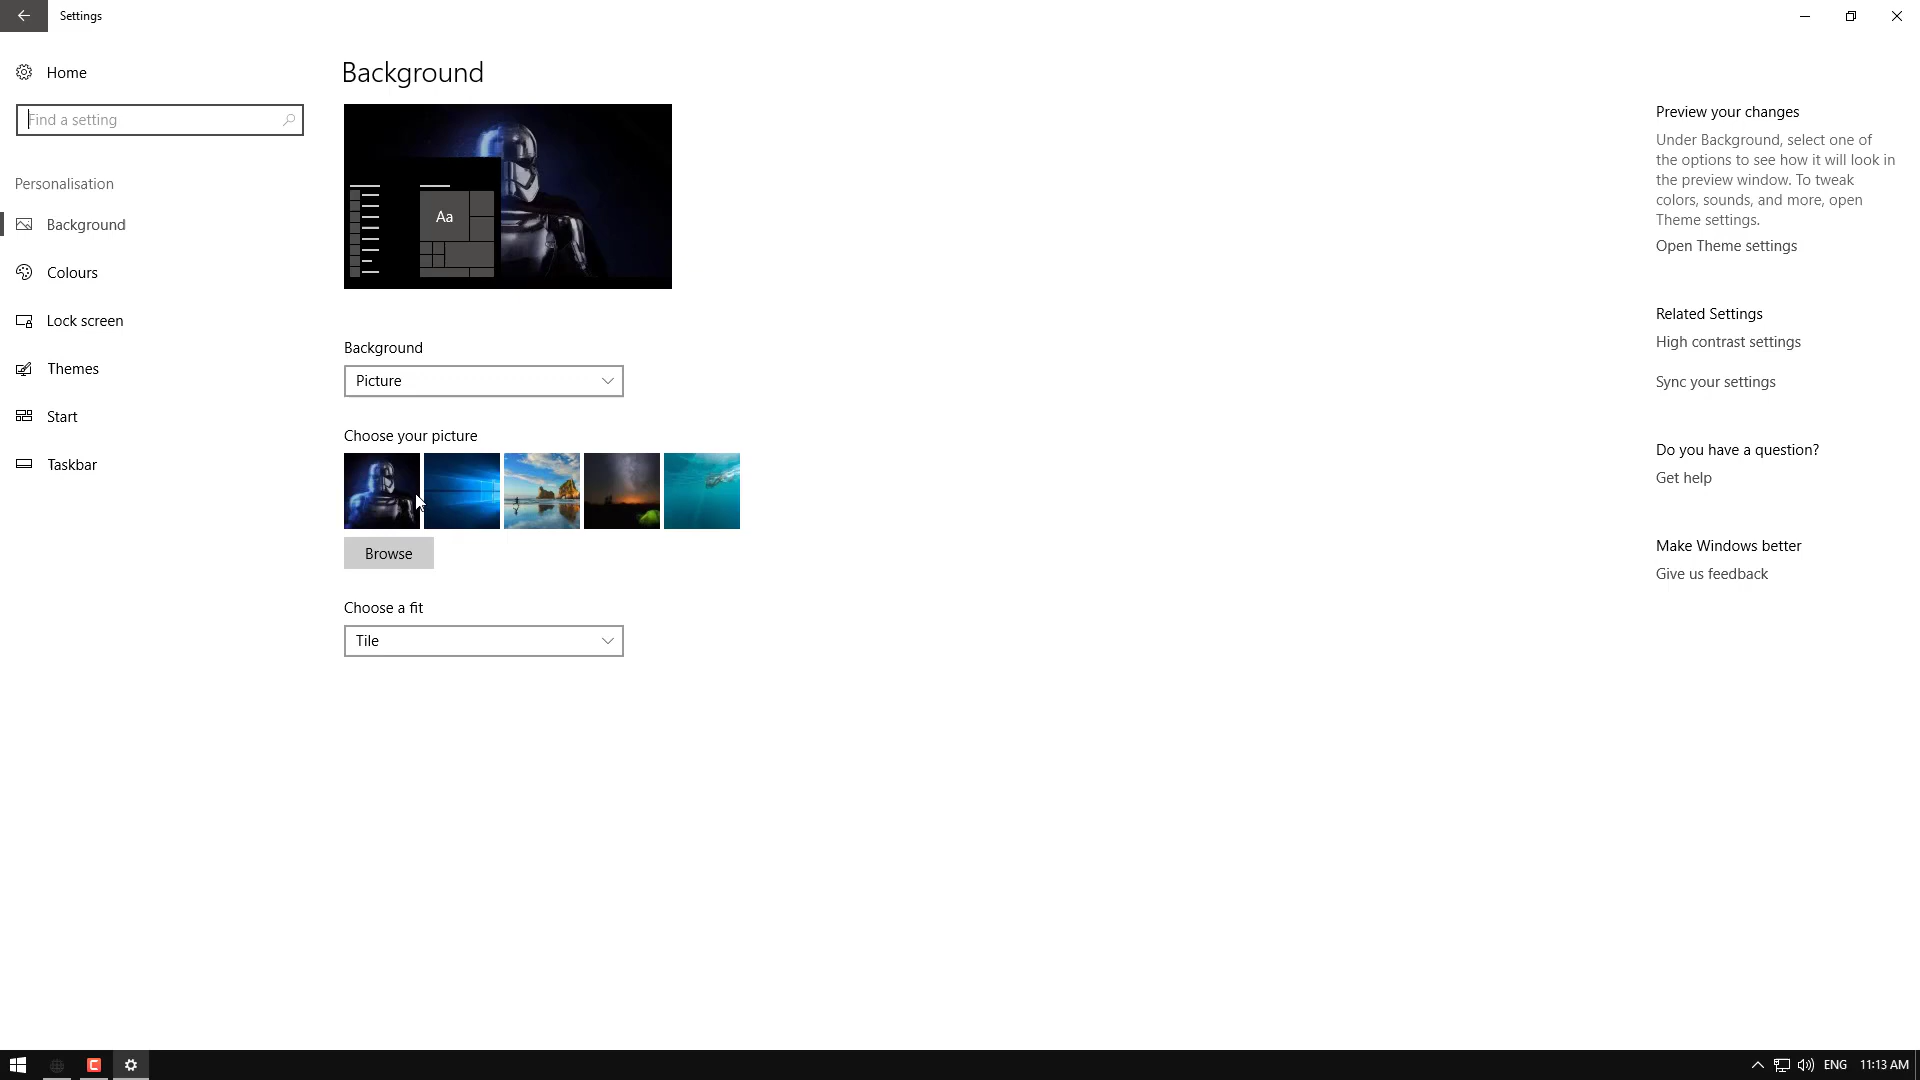 Settings
Home
Find a setting
Personalisation
Background
Colours
Lock screen
Themes
Start
Taskbar
Background
Aa
Background
Picture
Choose your picture
Browse
Choose a fit
Tile
Preview your changes
Under Background, select one of
the options to see how it will look in
the preview window. To tweak
colors, sounds, and more, open
Theme settings.
Open Theme settings
Related Settings
High contrast settings
Sync your settings
Do you have a question?
Get help
Make Windows better
Give us feedback
ENG 11:13 AM